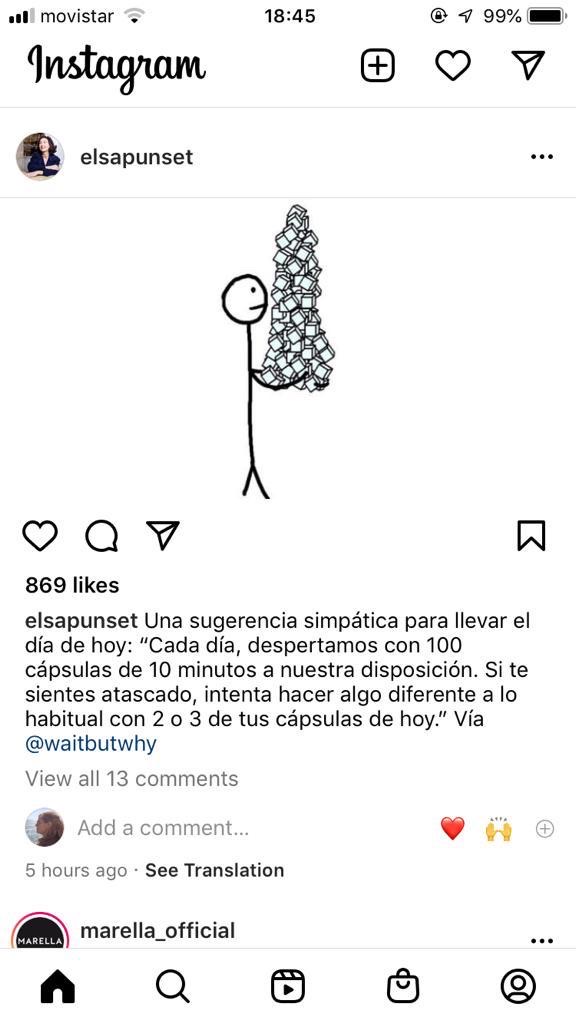 movistar
18:45
99%
Instagram
elsapunset
869 likes
elsapunset Una sugerencia simpática para llevar el
día de hoy: “Cada día, despertamos con 100
cápsulas de 10 minutos a nuestra disposición. Si te
sientes atascado, intenta hacer algo diferente a lo
habitual con 2 o 3 de tus cápsulas de hoy.” Vía
@waitbutwhy
View all 13 comments
Add a comment...
5 hours ago · See Translation
MARELLA
marella_official